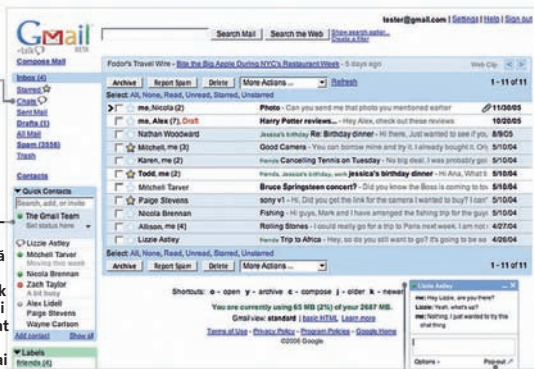 tester@gmail.com | Settings | Help | Sign out
Gmail
+talk BETA
Search Mail Search the Web Show search options Create a filter
Compose Mail
Inbox (4)
Starred
Chats
Sent Mail
Drafts (1)
All Mail
Spam (3556)
Trash
Contacts
Quick Contacts
Search, add, or invite
The Gmail Team
Set status here
Lizzie Astley
Mitchell Tarver
Nicola Brennan
Zach Taylor
A bit busy
Alex Lidell
Paige Stevens
Wayne Carlson
Add contact Show all
Labels
friends (4)
Fodor's Travel Wire - Bite the Big Apple During NYC's Restaurant Week - 5 days ago Web Clip
Archive Report Spam Delete More Actions... Refresh 1 - 11 of 11
Select: All, None, Read, Unread, Starred, Unstarred
me, Nicola (2) Photo - Can you send me that photo you mentioned earlier 11/30/05
me, Alex (7), Draft Harry Potter reviews... - Hey Alex, check out these reviews 10/20/05
Nathan Woodward Jessica's birthday Re: Birthday dinner - Hi there, Just wanted to see if you, 8/9/05
Mitchell, me (3) Good Camera - You can borrow mine and try it. I already bought it. 5/10/04
Karen, me (2) friends Cancelling Tennis on Tuesday - No big deal, I was probably goi 5/10/04
Todd, me (2) friends, Jessica's birthday, work jessica's birthday dinner - Hi Ana, What ti 5/10/04
Mitchell Tarver Bruce Springsteen concert? - Did you know the Boss is coming to tov 5/10/04
Paige Stevens sony v1 - Hi, Did you get the link for the camera I wanted to buy? I can' 5/10/04
Nicola Brennan Fishing - Hi guys, Mark and I have arranged the fishing trip for the guys 5/10/04
Allison, me (4) Rolling Stones - I could really go for a trip to Paris next week. I am not 4/27/04
Lizzie Astley friends Trip to Africa - Hey, so do you still want to go? It's going to be so 4/26/04
Select: All, None, Read, Unread, Starred, Unstarred
Archive Report Spam Delete More Actions... 1 - 11 of 11
Shortcuts: o - open y - archive c - compose j - older k - newer
You are currently using 65 MB (2%) of your 2687 MB.
Gmail view: standard | basic HTML Learn more
Terms of Use - Privacy Policy - Program Policies - Google Home
©2006 Google
Lizzie Astley
me: Hey Lizzie, are you there?
Lizzie: Yeah, what's up?
me: Nothing, I just wanted to try this chat thing
Options Pop-out